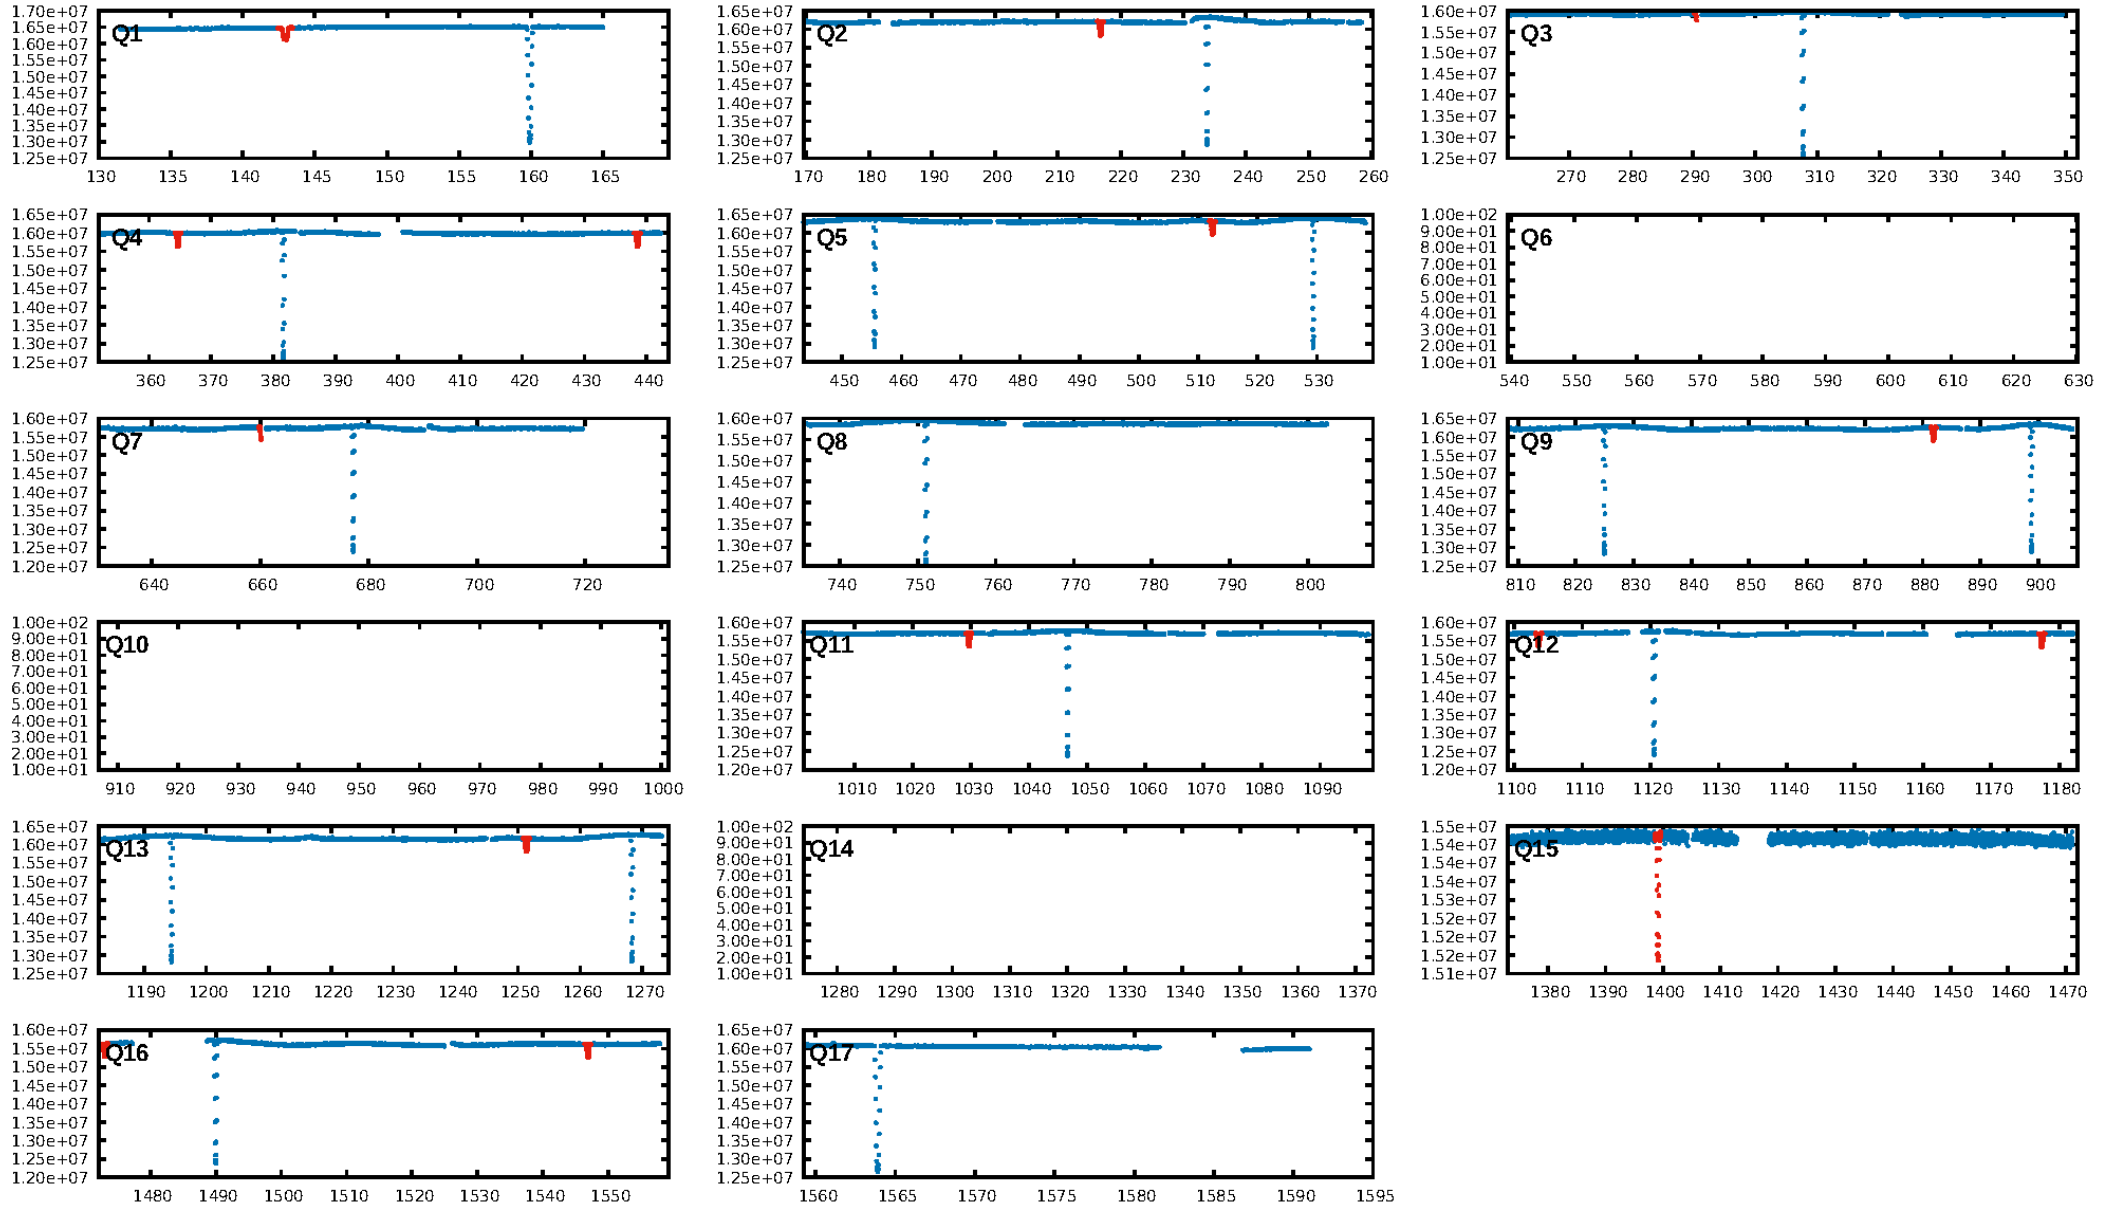 1.70e+07
1.65e+07
Q1
1.60e+07
1.55e+07
1.50e+07
1.45e+07
1.40e+07
1.35e+07
1.30e+07
1.25e+07
130 135 140 145 150 155 160 165
1.65e+07
1.60e+07
Q2
1.55e+07
1.50e+07
1.45e+07
1.40e+07
1.35e+07
1.30e+07
1.25e+07
170 180 190 200 210 220 230 240 250 260
1.60e+07
Q3
1.55e+07
1.50e+07
1.45e+07
1.40e+07
1.35e+07
1.30e+07
1.25e+07
270 280 290 300 310 320 330 340 350
1.65e+07
1.60e+07
Q4
1.55e+07
1.50e+07
1.45e+07
1.40e+07
1.35e+07
1.30e+07
1.25e+07
360 370 380 390 400 410 420 430 440
1.65e+07
1.60e+07
Q5
1.55e+07
1.50e+07
1.45e+07
1.40e+07
1.35e+07
1.30e+07
1.25e+07
450 460 470 480 490 500 510 520 530
1.00e+02
9.00e+01
Q6
8.00e+01
7.00e+01
6.00e+01
5.00e+01
4.00e+01
3.00e+01
2.00e+01
1.00e+01
540 550 560 570 580 590 600 610 620 630
1.60e+07
1.55e+07
Q7
1.50e+07
1.45e+07
1.40e+07
1.35e+07
1.30e+07
1.25e+07
1.20e+07
640 660 680 700 720
1.60e+07
Q8
1.55e+07
1.50e+07
1.45e+07
1.40e+07
1.35e+07
1.30e+07
1.25e+07
740 750 760 770 780 790 800
1.65e+07
1.60e+07
Q9
1.55e+07
1.50e+07
1.45e+07
1.40e+07
1.35e+07
1.30e+07
1.25e+07
810 820 830 840 850 860 870 880 890 900
1.00e+02
9.00e+01
Q10
8.00e+01
7.00e+01
6.00e+01
5.00e+01
4.00e+01
3.00e+01
2.00e+01
1.00e+01
910 920 930 940 950 960 970 980 990 1000
1.60e+07
1.55e+07
Q11
1.50e+07
1.45e+07
1.40e+07
1.35e+07
1.30e+07
1.25e+07
1.20e+07
1010 1020 1030 1040 1050 1060 1070 1080 1090
1.60e+07
1.55e+07
Q12
1.50e+07
1.45e+07
1.40e+07
1.35e+07
1.30e+07
1.25e+07
1.20e+07
1100 1110 1120 1130 1140 1150 1160 1170 1180
1.65e+07
1.60e+07
Q13
1.55e+07
1.50e+07
1.45e+07
1.40e+07
1.35e+07
1.30e+07
1.25e+07
1190 1200 1210 1220 1230 1240 1250 1260 1270
1.00e+02
9.00e+01
Q14
8.00e+01
7.00e+01
6.00e+01
5.00e+01
4.00e+01
3.00e+01
2.00e+01
1.00e+01
1280 1290 1300 1310 1320 1330 1340 1350 1360 1370
1.55e+07
1.54e+07
Q15
1.54e+07
1.54e+07
1.53e+07
1.52e+07
1.52e+07
1.52e+07
1.51e+07
1380 1390 1400 1410 1420 1430 1440 1450 1460 1470
1.60e+07
1.55e+07
Q16
1.50e+07
1.45e+07
1.40e+07
1.35e+07
1.30e+07
1.25e+07
1.20e+07
1480 1490 1500 1510 1520 1530 1540 1550
1.65e+07
1.60e+07
Q17
1.55e+07
1.50e+07
1.45e+07
1.40e+07
1.35e+07
1.30e+07
1.25e+07
1560 1565 1570 1575 1580 1585 1590 1595